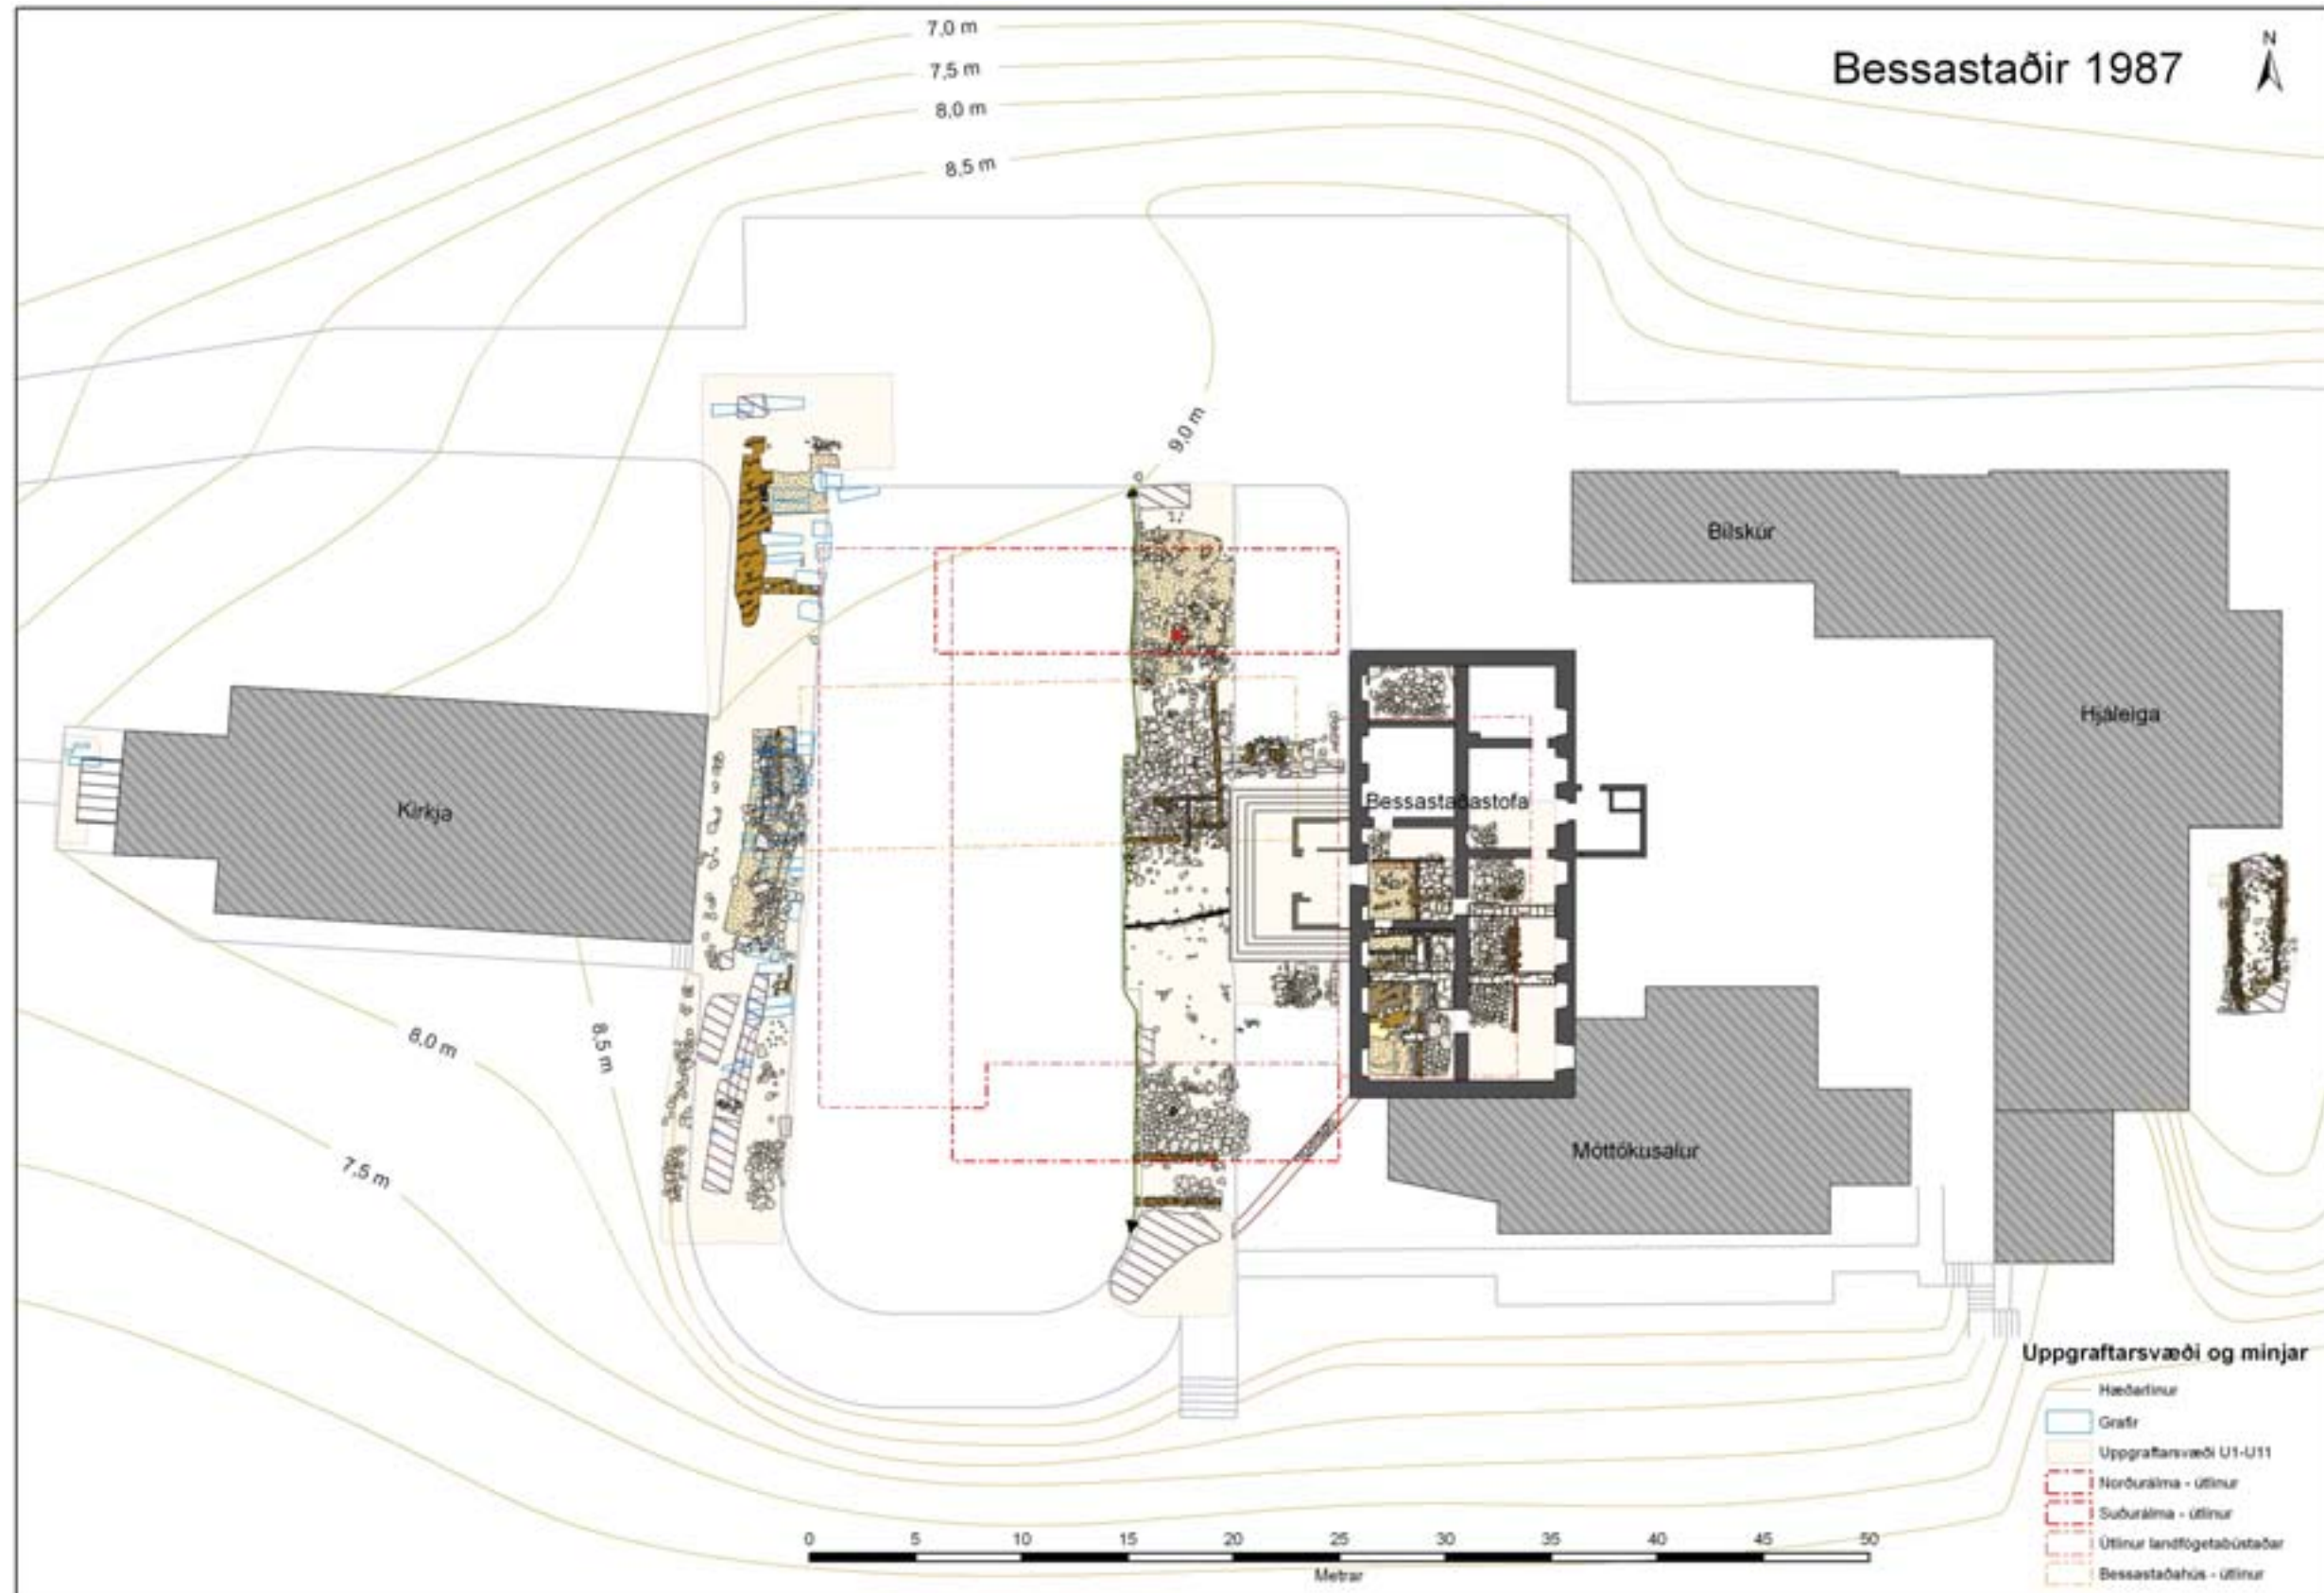 7,0 m
7,5 m
8,0 m
8,5 m
Bessastaðir 1987
N
9,0 m
Bílskúr
Hjáleiga
Kirkja
Bessastaðastofa
8,0 m
8,5 m
7,5 m
Móttökusalur
Uppgraftarsvæði og minjar
Hæðarlínur
Grafir
Uppgraftarsvæði U1-U11
Norðurálma - útlínur
Suðurálma - útlínur
Útlínur landfógetabústaðar
Bessastaðahús - útlínur
0 5 10 15 20 25 30 35 40 45 50
Metrar